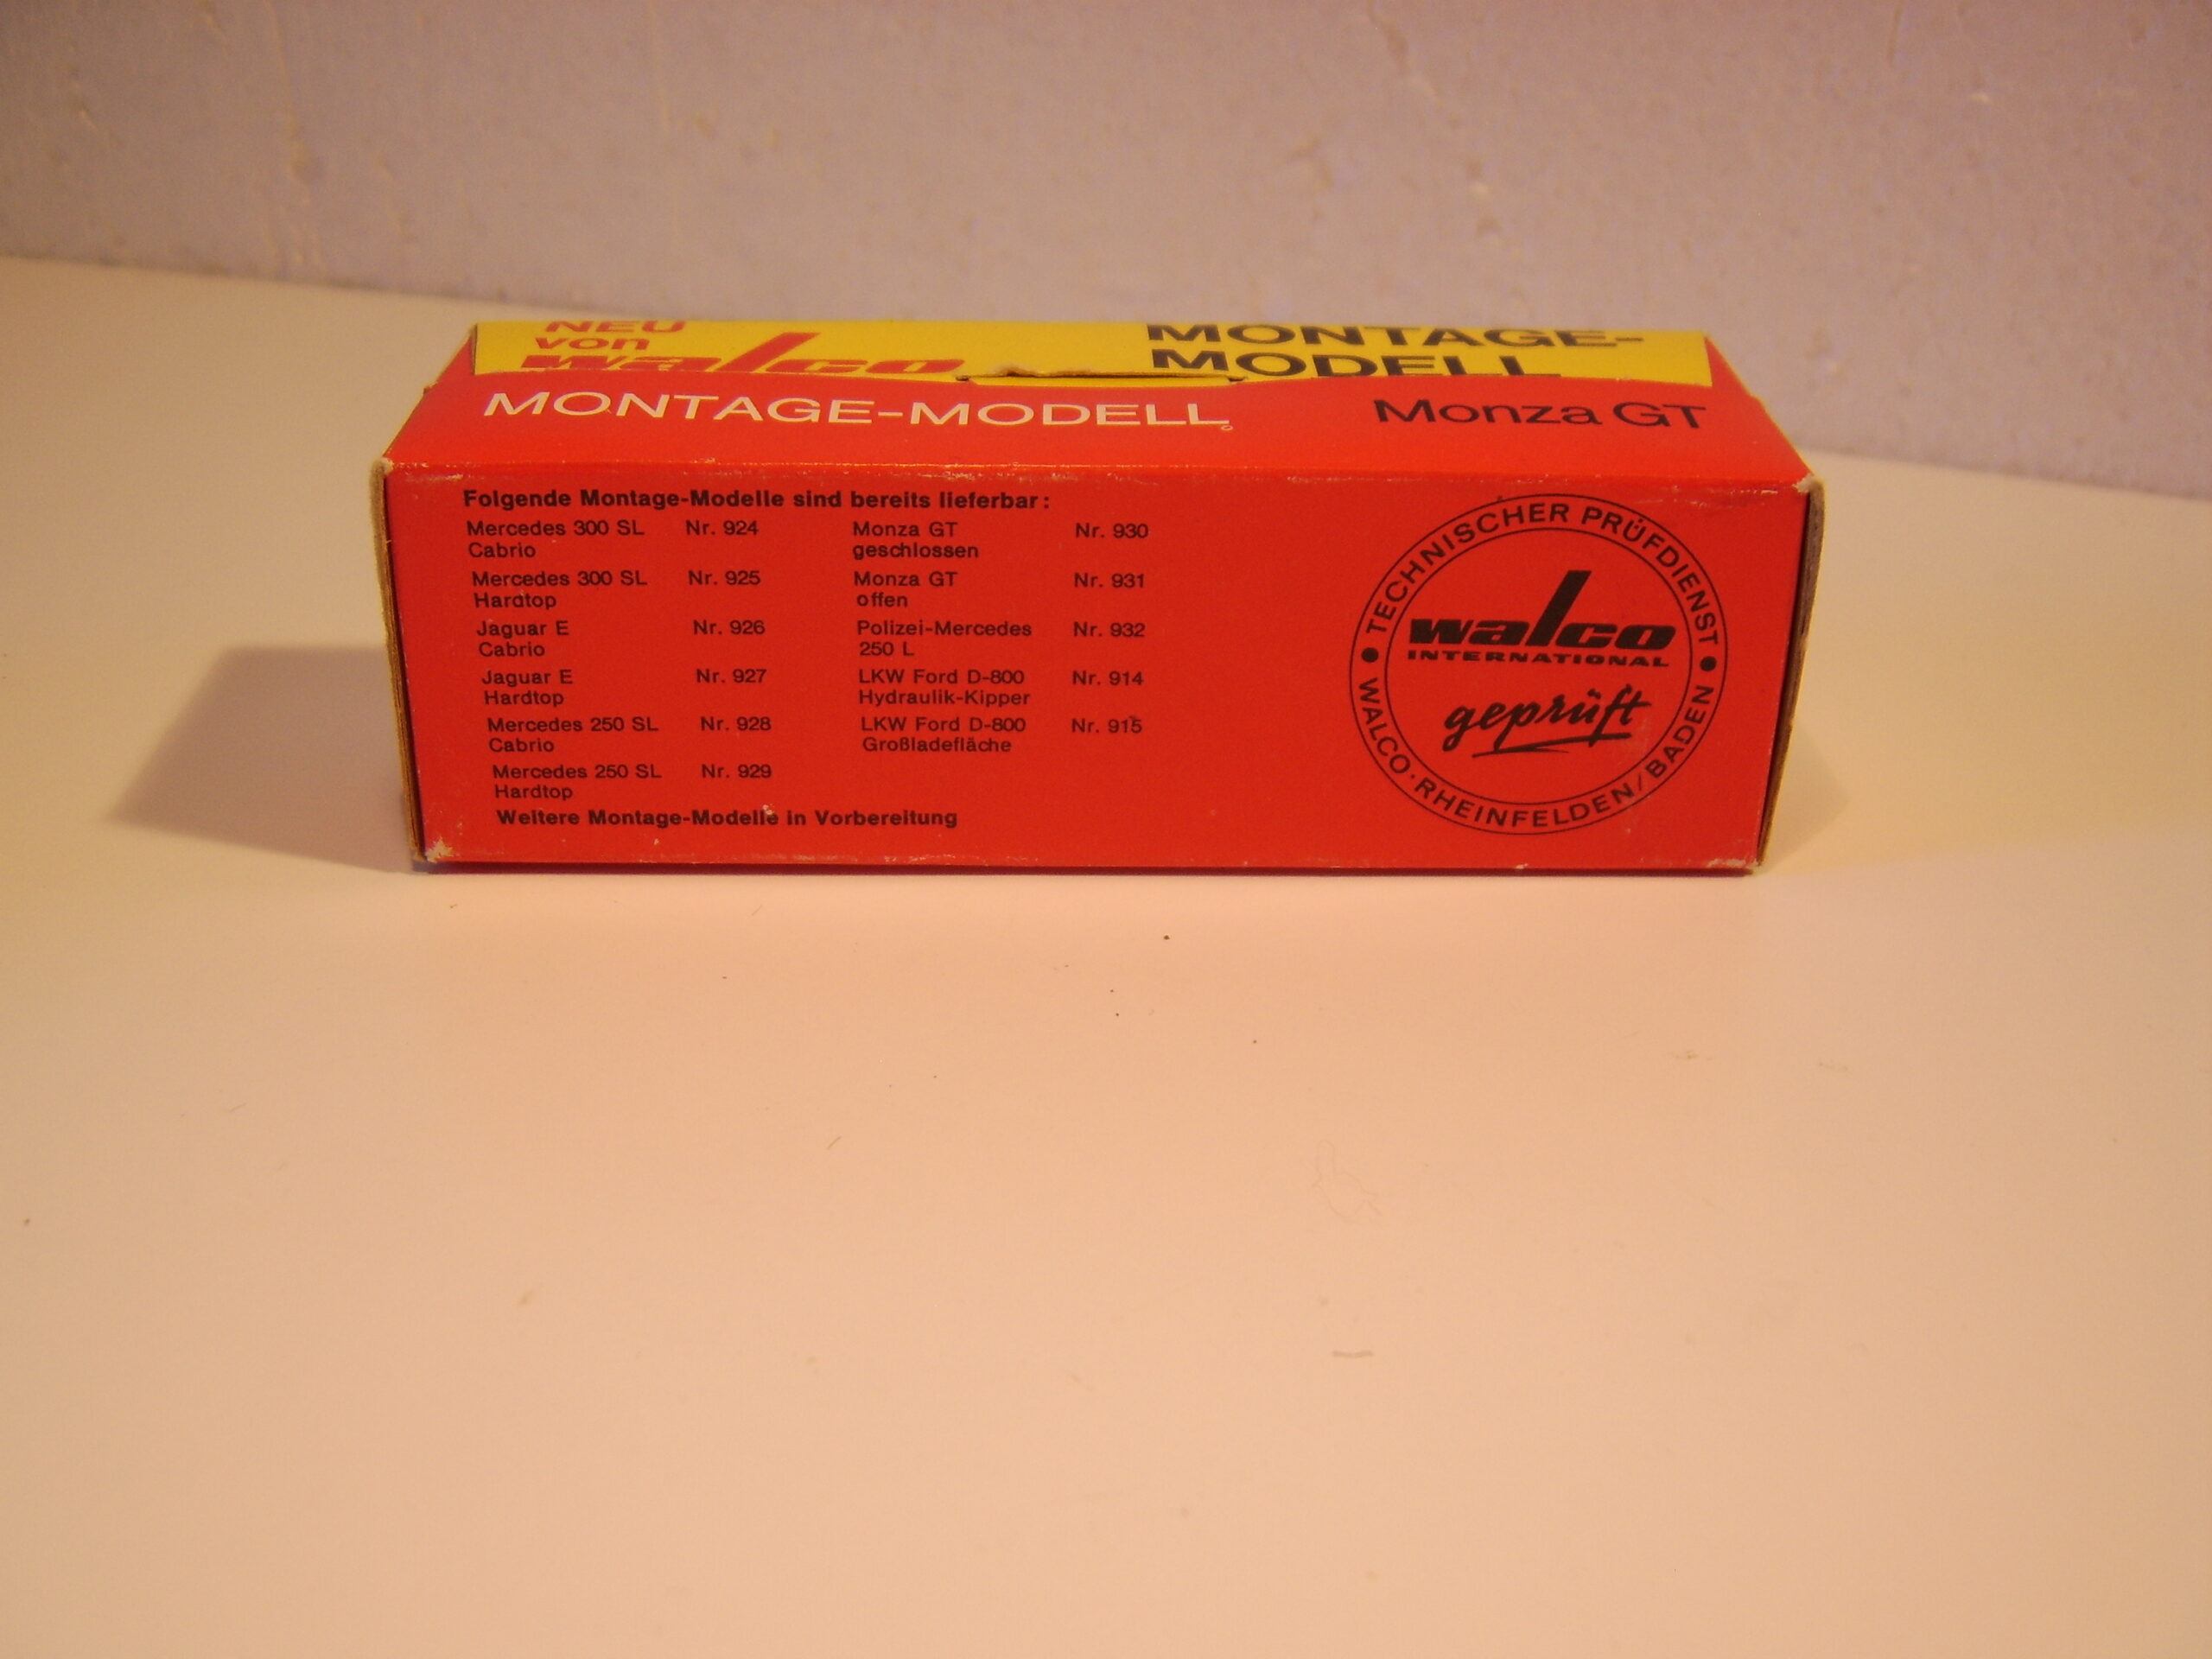 NEU
von
walco
MONTAGE-
MODELL
MONTAGE-MODELL
Monza GT
Folgende Montage-Modelle sind bereits lieferbar:
Mercedes 300 SL Nr. 924
Cabrio
Mercedes 300 SL Nr. 925
Hardtop
Jaguar E Nr. 926
Cabrio
Jaguar E Nr. 927
Hardtop
Mercedes 250 SL Nr. 928
Cabrio
Mercedes 250 SL Nr. 929
Hardtop
Monza GT Nr. 930
geschlossen
Monza GT Nr. 931
offen
Polizei-Mercedes Nr. 932
250 L
LKW Ford D-800 Nr. 914
Hydraulik-Kipper
LKW Ford D-800 Nr. 915
Großladefläche
Weitere Montage-Modelle in Vorbereitung
• TECHNISCHER PRÜFDIENST •
walco
INTERNATIONAL
geprüft
WALCO·RHEINFELDEN/BADEN